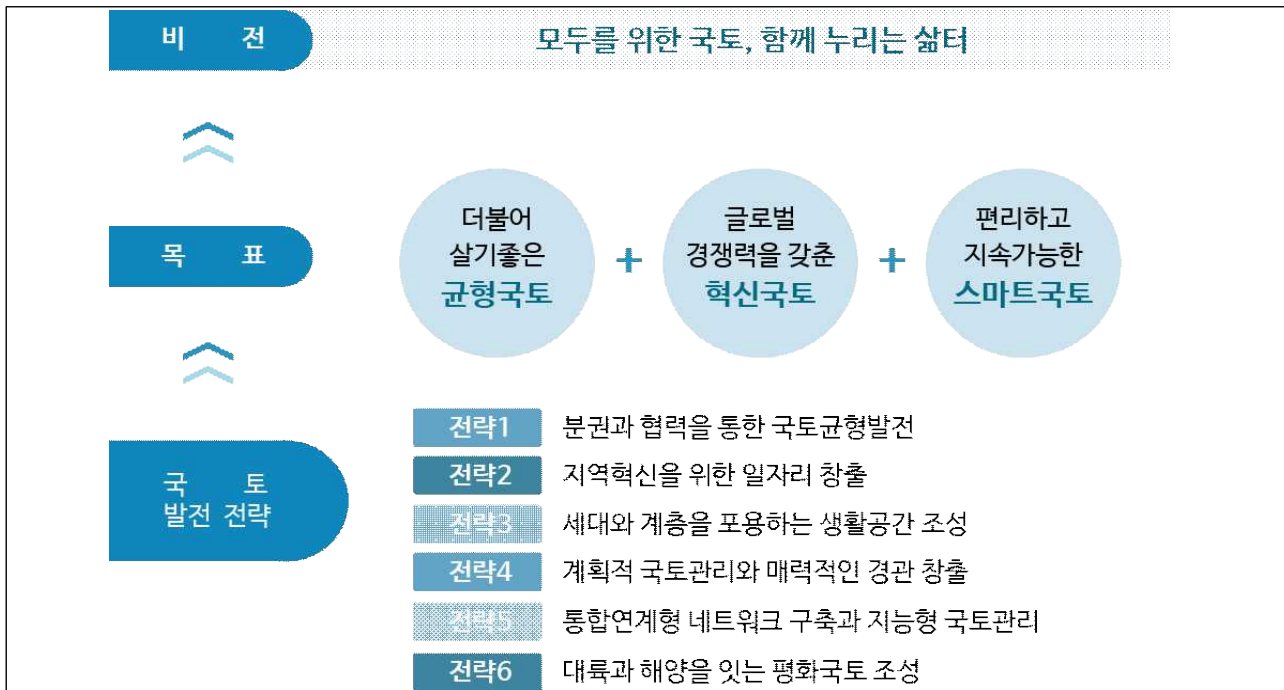 비 전
모두를 위한 국토, 함께 누리는 삶터
목 표
더불어
살기좋은
균형국토
+
글로벌
경쟁력을 갖춘
혁신국토
+
편리하고
지속가능한
스마트국토
국 토
발전 전략
전략1 분권과 협력을 통한 국토균형발전
전략2 지역혁신을 위한 일자리 창출
전략3 세대와 계층을 포용하는 생활공간 조성
전략4 계획적 국토관리와 매력적인 경관 창출
전략5 통합연계형 네트워크 구축과 지능형 국토관리
전략6 대륙과 해양을 잇는 평화국토 조성